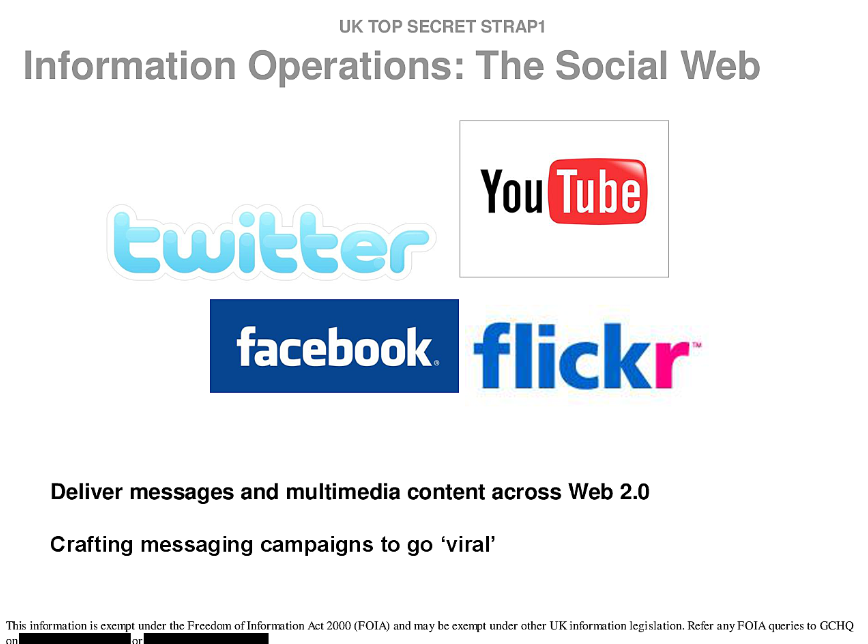 UK TOP SECRET STRAP1
Information Operations: The Social Web
YouTube
twitter
facebook®
flickr™
Deliver messages and multimedia content across Web 2.0
Crafting messaging campaigns to go ‘viral’
This information is exempt under the Freedom of Information Act 2000 (FOIA) and may be exempt under other UK information legislation. Refer any FOIA queries to GCHQ
on or